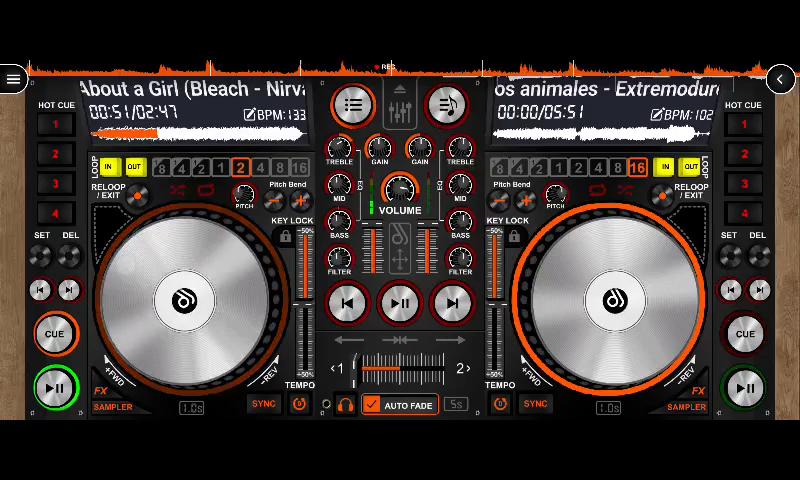 REC
About a Girl (Bleach - Nirva
00:51/02:47
BPM:133
os animales - Extremodure
00:00/05:51
BPM:102
HOT CUE
1
2
3
4
SET DEL
CUE
LOOP
IN OUT
/8 /4 /2 1 2 4 8 16
RELOOP
/ EXIT
PITCH
Pitch Bend
KEY LOCK
-50%
+50%
TEMPO
+FWD
-REV
FX
SAMPLER
1.0s
SYNC
TREBLE
GAIN
GAIN
TREBLE
MID
EQ
VOLUME
EQ
MID
BASS
BASS
FILTER
FILTER
1
2
AUTO FADE
5s
/8 /4 /2 1 2 4 8 16
IN OUT
LOOP
Pitch Bend
PITCH
RELOOP
/ EXIT
KEY LOCK
-50%
+50%
TEMPO
+FWD
-REV
SYNC
1.0s
FX
SAMPLER
HOT CUE
1
2
3
4
SET DEL
CUE